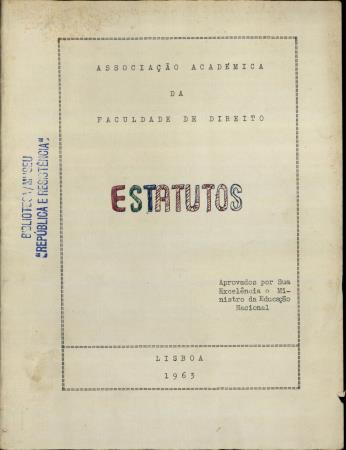 ASSOCIAÇÃO ACADÉMICA
DA
FACULDADE DE DIREITO
ESTATUTOS
Aprovados por Sua
Excelência o Mi-
nistro da Educação
Nacional
LISBOA
1963
BIBLIOTECA/MUSEU
"REPÚBLICA E RESISTÊNCIA"